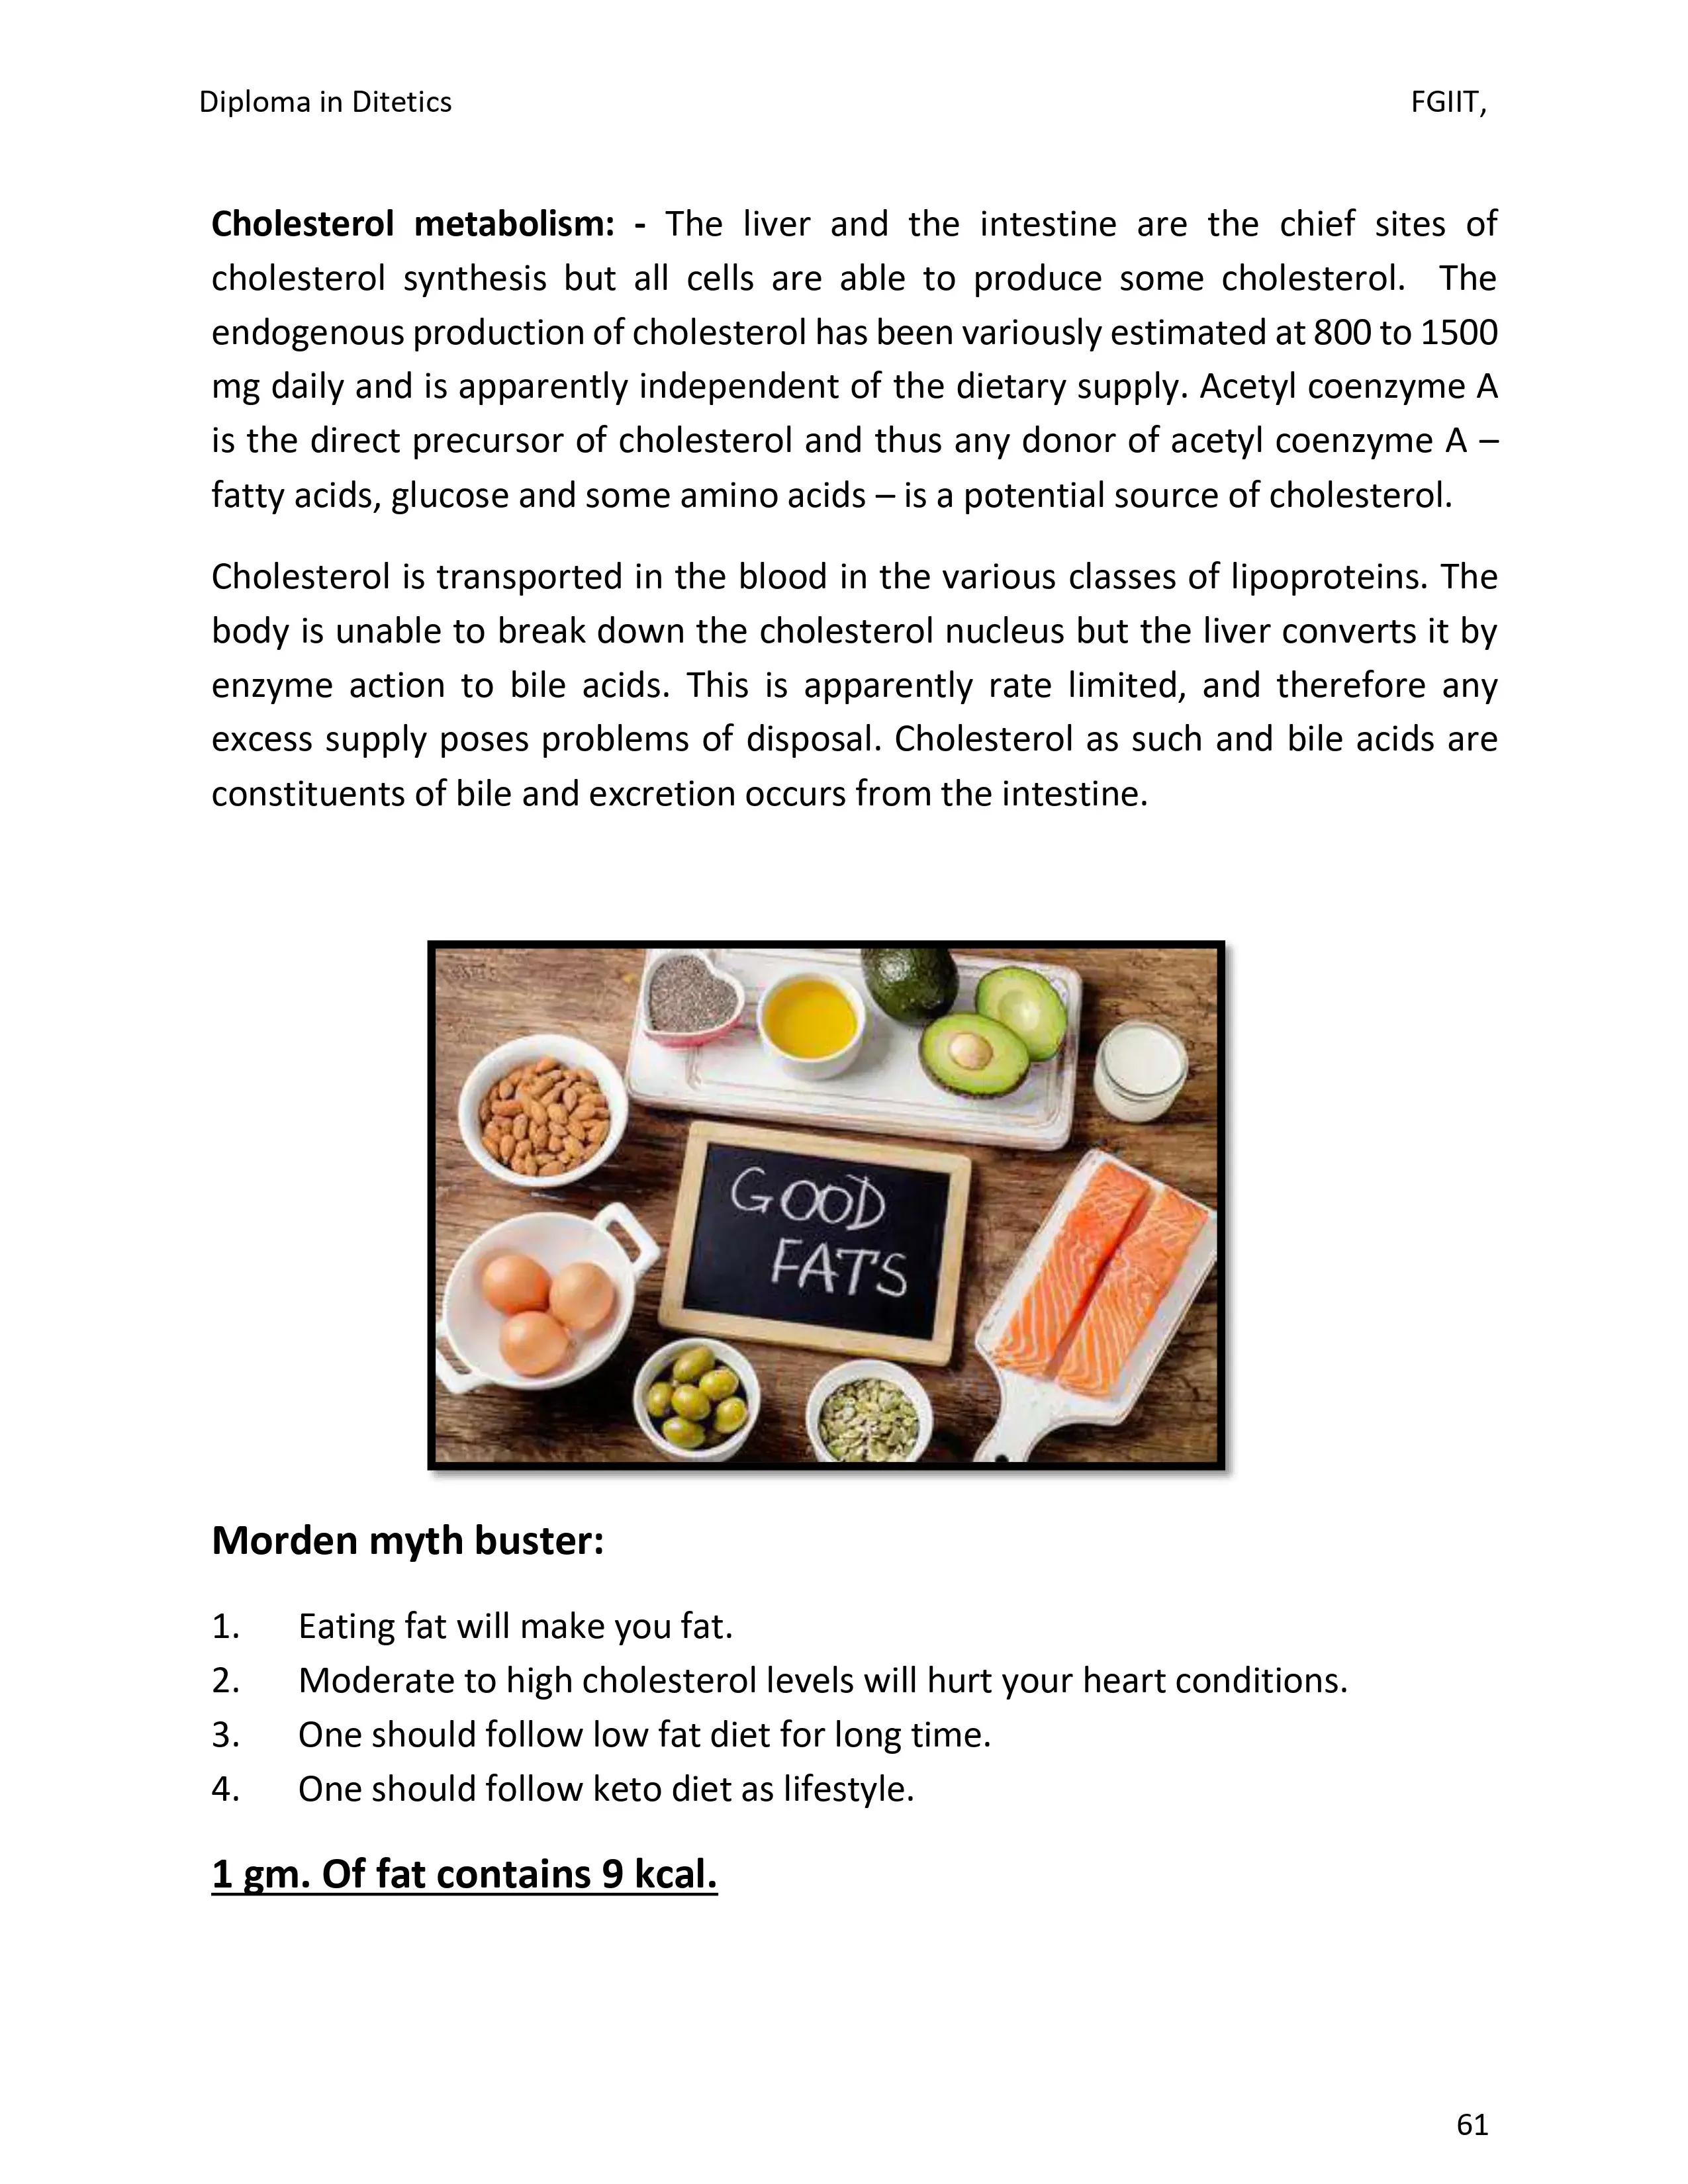 Diploma in Ditetics FGIIT,
Cholesterol metabolism: - The liver and the intestine are the chief sites of
cholesterol synthesis but all cells are able to produce some cholesterol. The
endogenous production of cholesterol has been variously estimated at 800 to 1500
mg daily and is apparently independent of the dietary supply. Acetyl coenzyme A
is the direct precursor of cholesterol and thus any donor of acetyl coenzyme A –
fatty acids, glucose and some amino acids – is a potential source of cholesterol.
Cholesterol is transported in the blood in the various classes of lipoproteins. The
body is unable to break down the cholesterol nucleus but the liver converts it by
enzyme action to bile acids. This is apparently rate limited, and therefore any
excess supply poses problems of disposal. Cholesterol as such and bile acids are
constituents of bile and excretion occurs from the intestine.
GOOD
FATS
Morden myth buster:
1. Eating fat will make you fat.
2. Moderate to high cholesterol levels will hurt your heart conditions.
3. One should follow low fat diet for long time.
4. One should follow keto diet as lifestyle.
1 gm. Of fat contains 9 kcal.
61